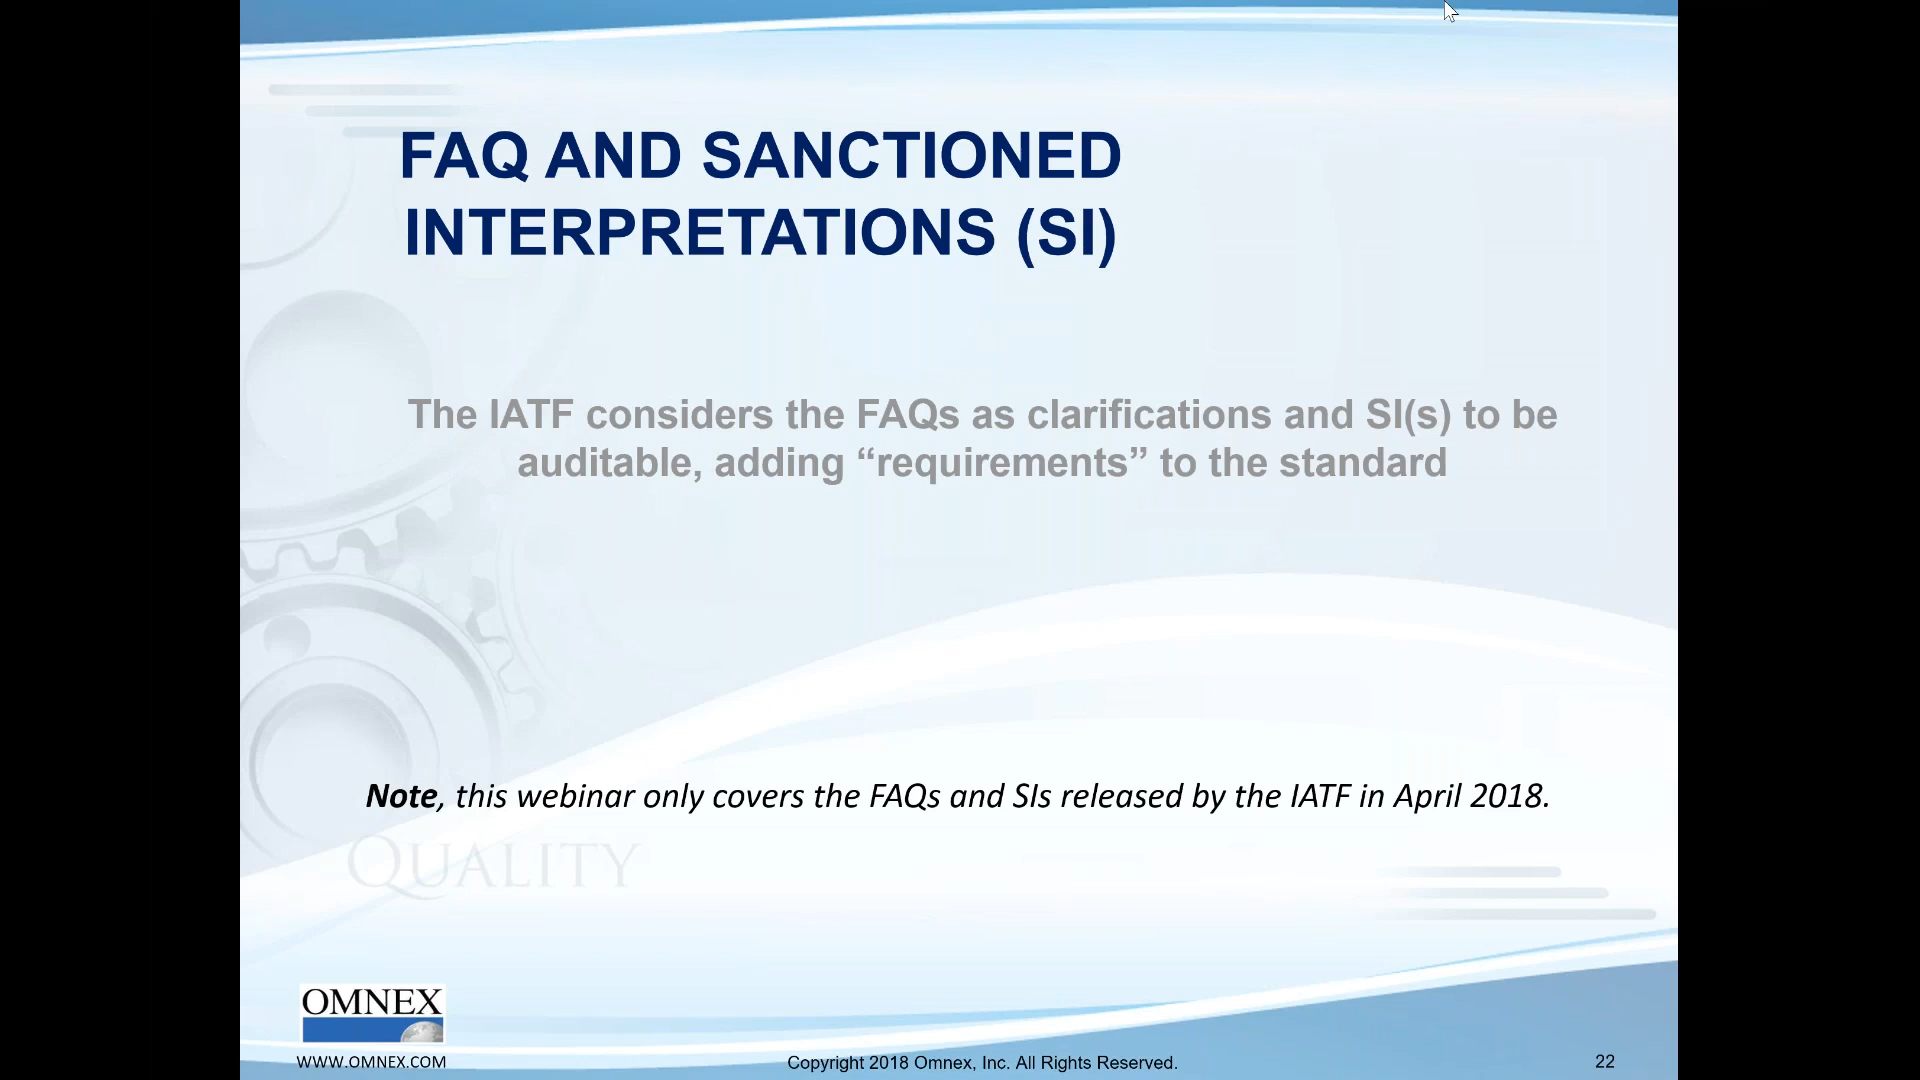 FAQ AND SANCTIONED
INTERPRETATIONS (SI)
The IATF considers the FAQs as clarifications and SI(s) to be
auditable, adding “requirements” to the standard
Note, this webinar only covers the FAQs and SIs released by the IATF in April 2018.
QUALITY
OMNEX
WWW.OMNEX.COM
Copyright 2018 Omnex, Inc. All Rights Reserved.
22